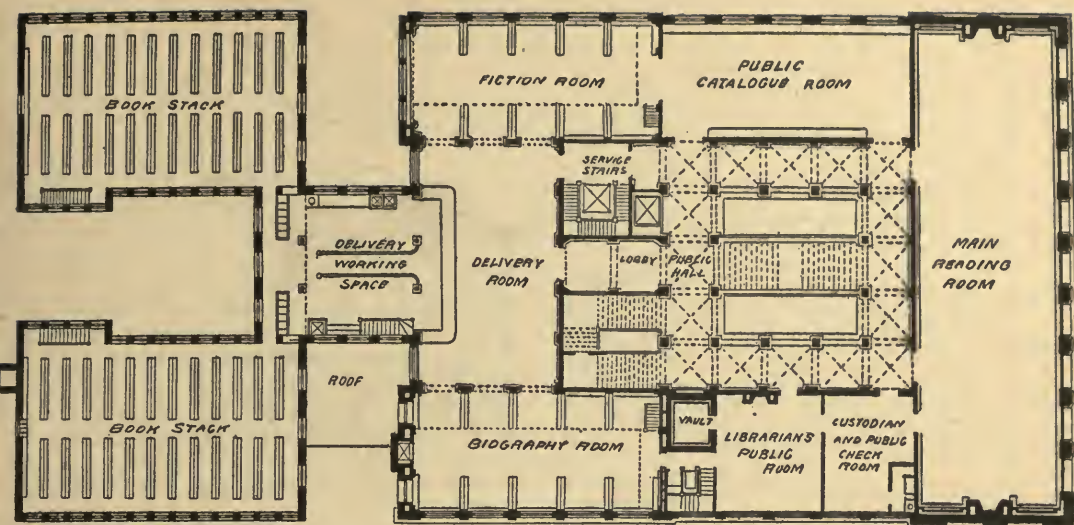 BOOK STACK
FICTION ROOM
PUBLIC
CATALOGUE ROOM
SERVICE
STAIRS
DELIVERY
WORKING
SPACE
DELIVERY
ROOM
LOBBY
PUBLIC
HALL
MAIN
READING
ROOM
ROOF
BOOK STACK
BIOGRAPHY ROOM
VAULT
LIBRARIAN'S
PUBLIC
ROOM
CUSTODIAN
AND PUBLIC
CHECK
ROOM